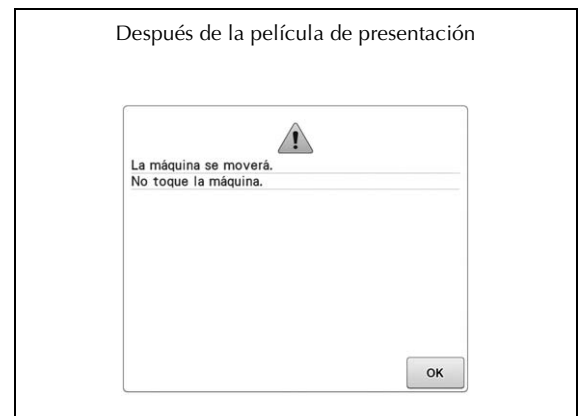 Después de la película de presentación
La máquina se moverá.
No toque la máquina.
OK